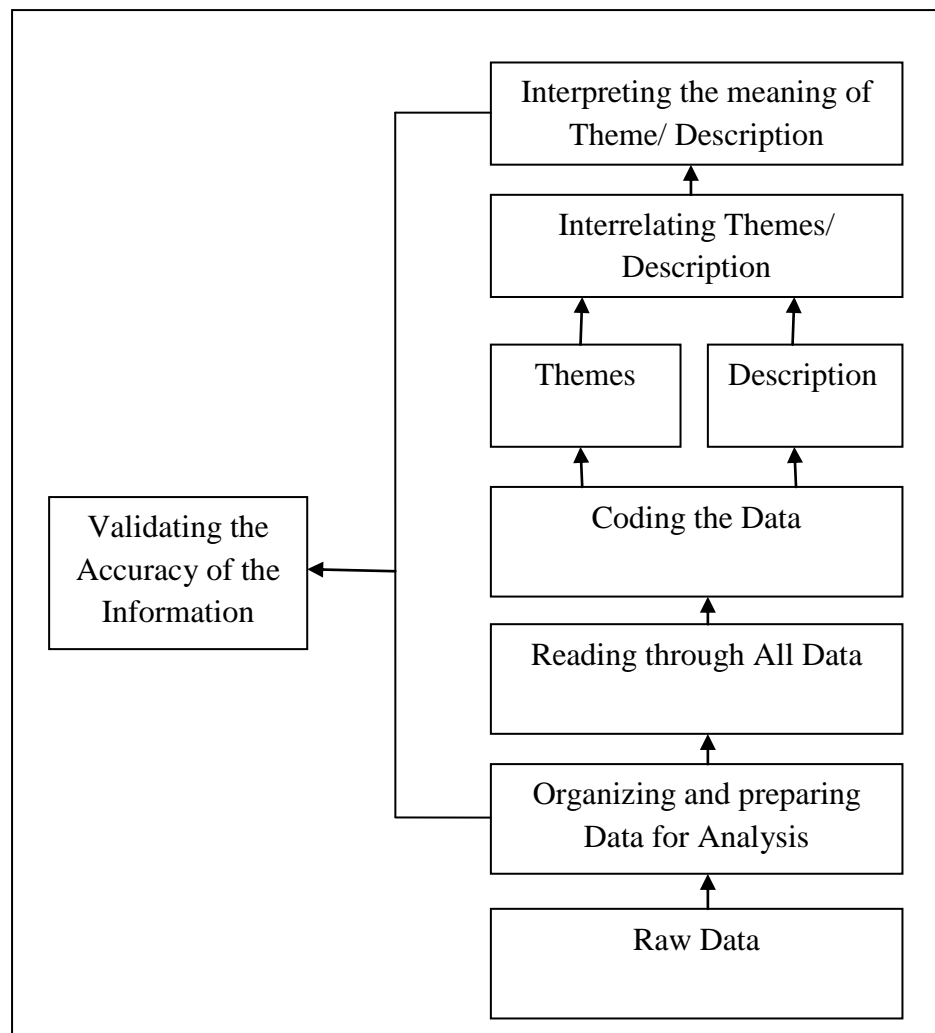 Interpreting the meaning of
Theme/ Description
Interrelating Themes/
Description
Themes
Description
Coding the Data
Validating the
Accuracy of the
Information
Reading through All Data
Organizing and preparing
Data for Analysis
Raw Data